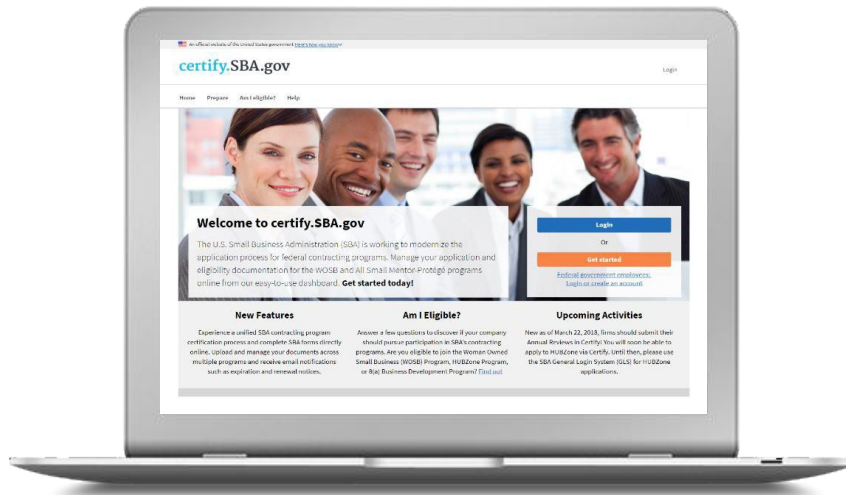 An official website of the United States government Here's how you know
certify.SBA.gov
Login
Home Prepare Am I eligible? Help
Welcome to certify.SBA.gov
The U.S. Small Business Administration (SBA) is working to modernize the
application process for federal contracting programs. Manage your application and
eligibility documentation for the WOSB and All Small Mentor-Protégé programs
online from our easy-to-use dashboard. Get started today!
Login
Or
Get started
Federal government employees:
Login or create an account
New Features
Experience a unified SBA contracting program
certification process and complete SBA forms directly
online. Upload and manage your documents across
multiple programs and receive email notifications
such as expiration and renewal notices.
Am I Eligible?
Answer a few questions to discover if your company
should pursue participation in SBA's contracting
programs. Are you eligible to join the Woman Owned
Small Business (WOSB) Program, HUBZone Program,
or 8(a) Business Development Program? Find out
Upcoming Activities
New as of March 22, 2018, firms should submit their
Annual Reviews in Certify! You will soon be able to
apply to HUBZone via Certify. Until then, please use
the SBA General Login System (GLS) for HUBZone
applications.